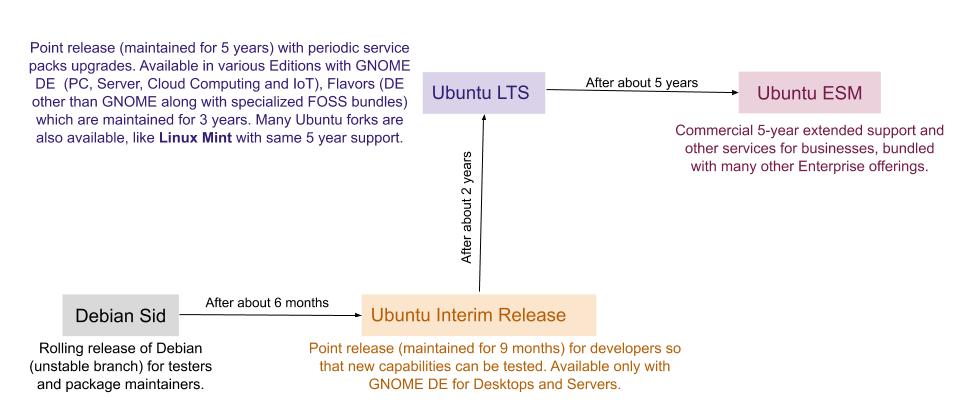 Point release (maintained for 5 years) with periodic service
packs upgrades. Available in various Editions with GNOME
DE (PC, Server, Cloud Computing and IoT), Flavors (DE
other than GNOME along with specialized FOSS bundles)
which are maintained for 3 years. Many Ubuntu forks are
also available, like Linux Mint with same 5 year support.
Ubuntu LTS
After about 5 years
Ubuntu ESM
Commercial 5-year extended support and
other services for businesses, bundled
with many other Enterprise offerings.
After about 2 years
Debian Sid
After about 6 months
Ubuntu Interim Release
Rolling release of Debian
(unstable branch) for testers
and package maintainers.
Point release (maintained for 9 months) for developers so
that new capabilities can be tested. Available only with
GNOME DE for Desktops and Servers.